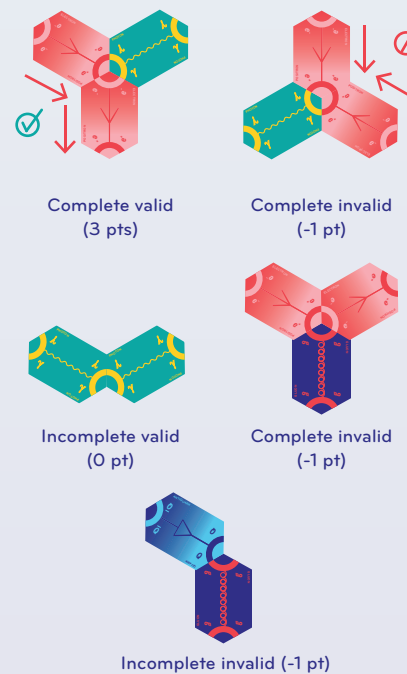 Complete valid
(3 pts)
Complete invalid
(-1 pt)
Incomplete valid
(0 pt)
Complete invalid
(-1 pt)
Incomplete invalid (-1 pt)